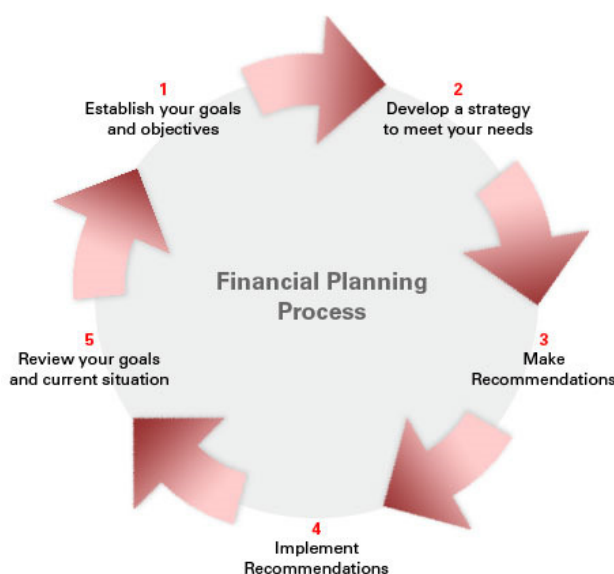 1
Establish your goals
and objectives
2
Develop a strategy
to meet your needs
Financial Planning
Process
3
Make
Recommendations
4
Implement
Recommendations
5
Review your goals
and current situation